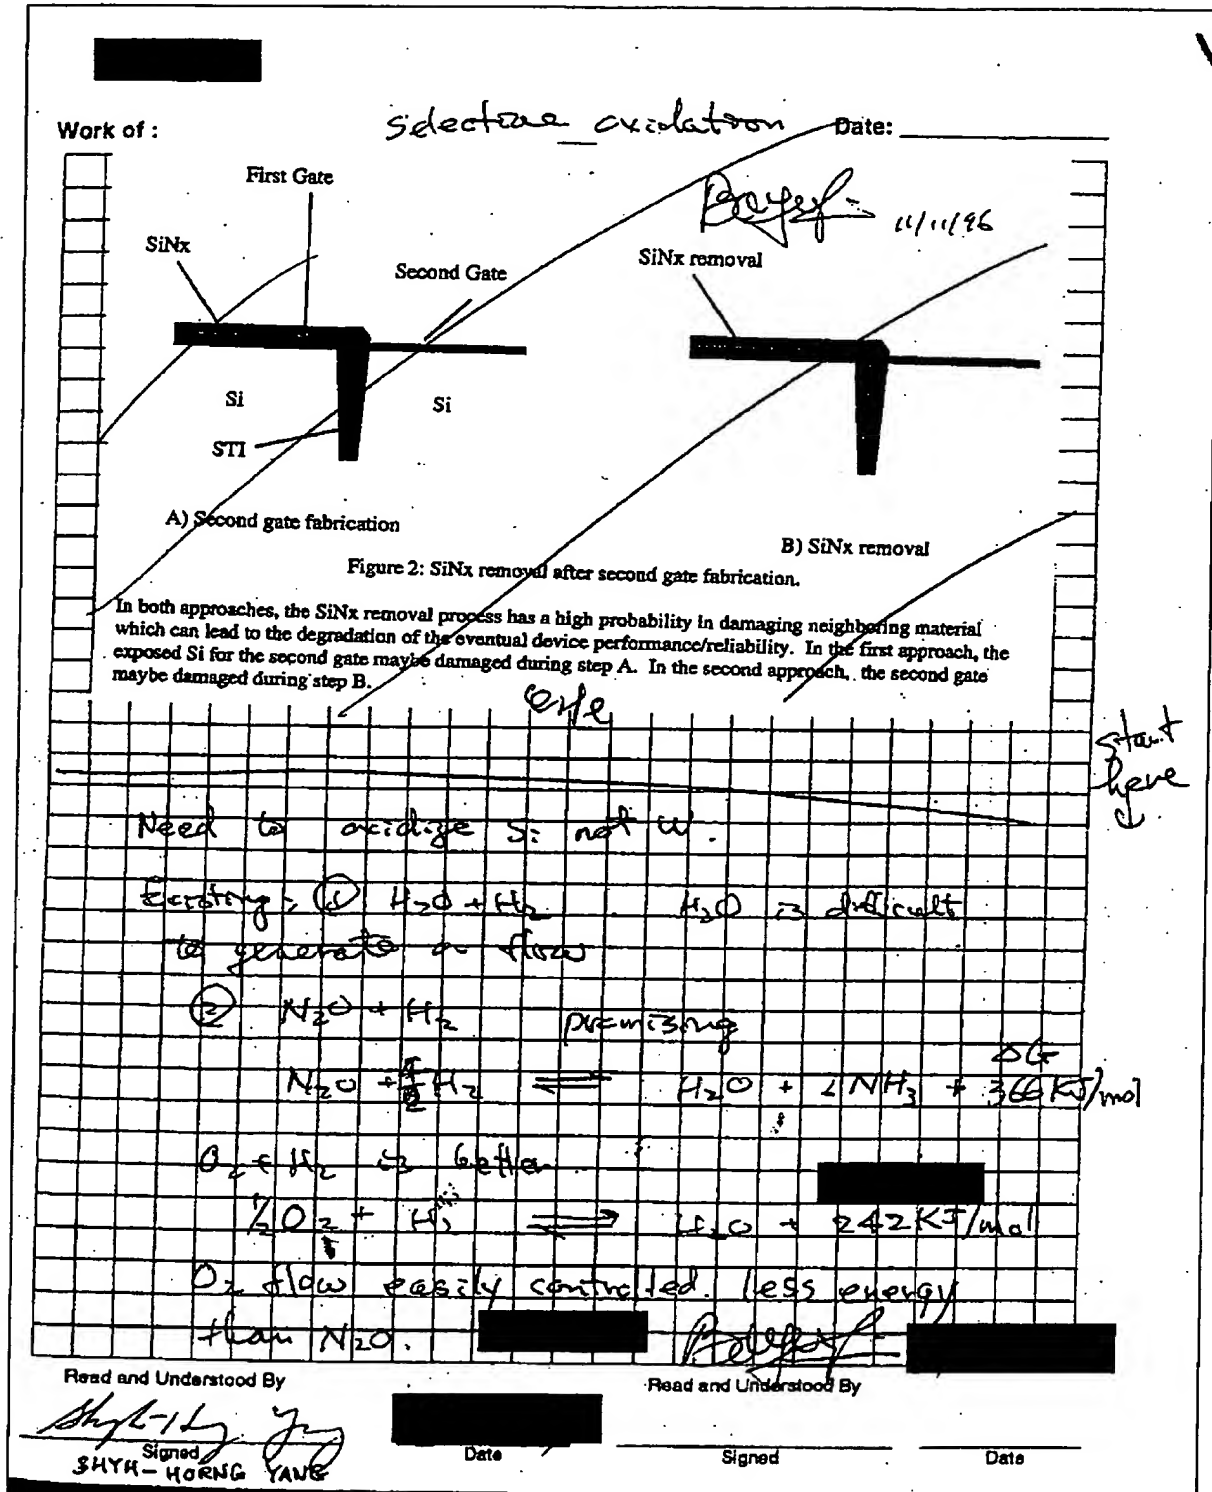 Work of :
selective oxidation
Date:
First Gate
11/11/96
SiNx
SiNx removal
Second Gate
Si
Si
STI
A) Second gate fabrication
B) SiNx removal
Figure 2: SiNx removal after second gate fabrication.
In both approaches, the SiNx removal process has a high probability in damaging neighboring material
which can lead to the degradation of the eventual device performance/reliability. In the first approach, the
exposed Si for the second gate maybe damaged during step A. In the second approach, the second gate
maybe damaged during step B.
start
here
Need to oxidize Si not W.
Existing: ① H2O + H2 H2O is difficult
to generate a flow
② N2O + H2 promising
ΔG
N2O + H2 ⇌ H2O + 2NH3 + 366 KJ/mol
O2 + H2 is better
1/2O2 + H2 ⇌ H2O + 242 KJ/mol
O2 flow easily controlled. less energy
than N2O.
Read and Understood By
Read and Understood By
Signed
Date
Signed
Date
SHYH-HORNG YANG